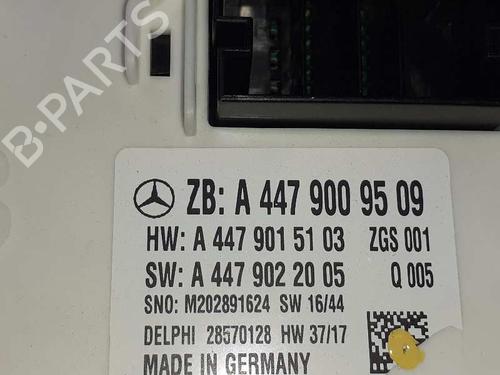 B-PARTS
ZB: A 447 900 95 09
HW: A 447 901 51 03 ZGS 001
SW: A 447 902 20 05 Q 005
SNO: M202891624 SW 16/44
DELPHI 28570128 HW 37/17
MADE IN GERMANY